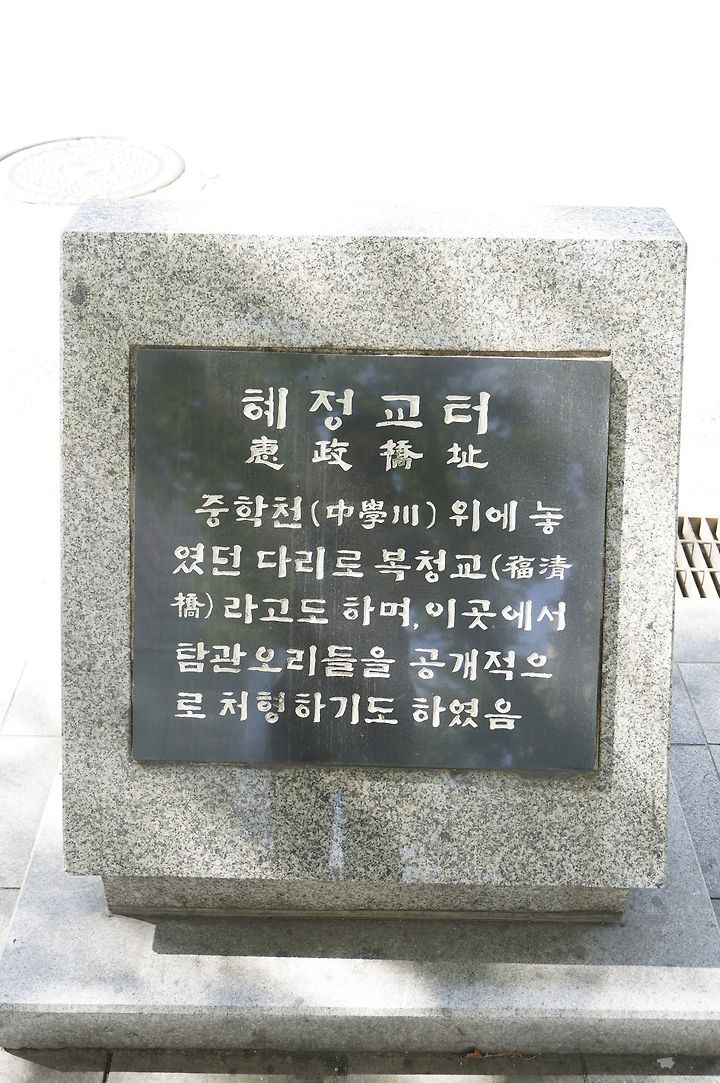 혜정교터
惠政橋址
중학천(中學川) 위에 놓
였던 다리로 복청교(福淸
橋)라고도 하며, 이곳에서
탐관오리들을 공개적으
로 처형하기도 하였음